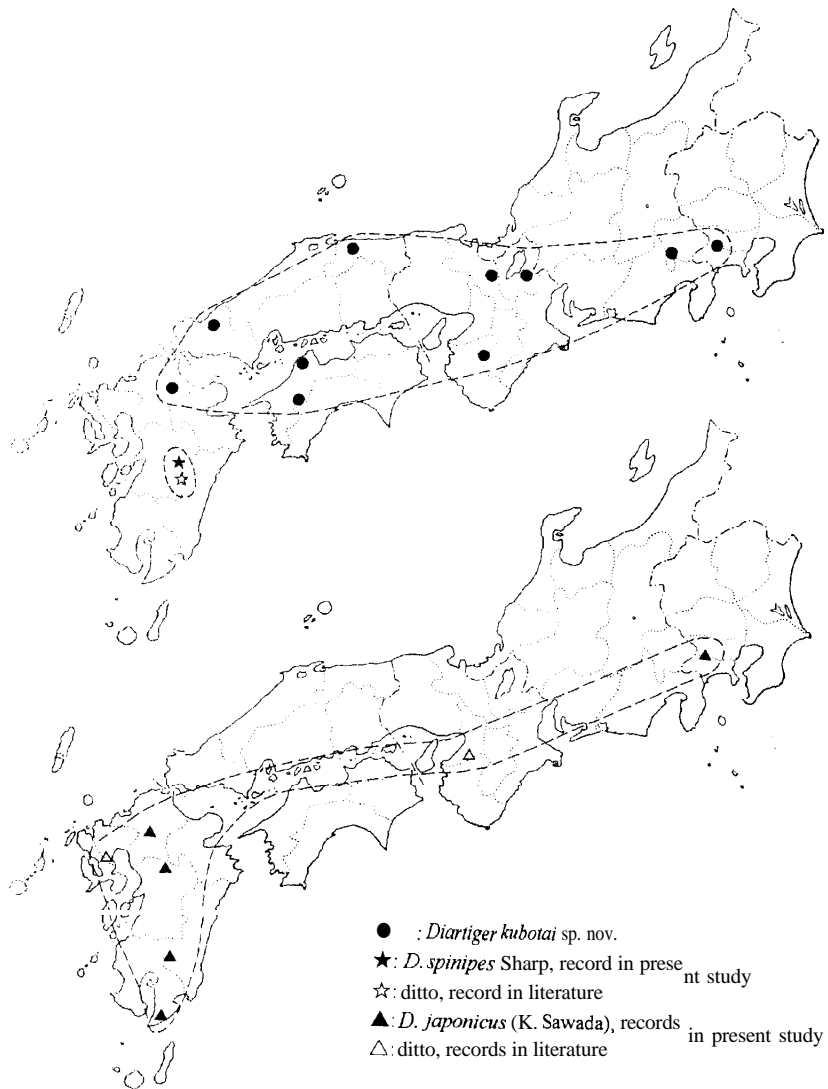 ● : Diartiger kubotai sp. nov.
★: D. spinipes Sharp, record in present study
☆: ditto, record in literature
▲: D. japonicus (K. Sawada), records in present study
△: ditto, records in literature